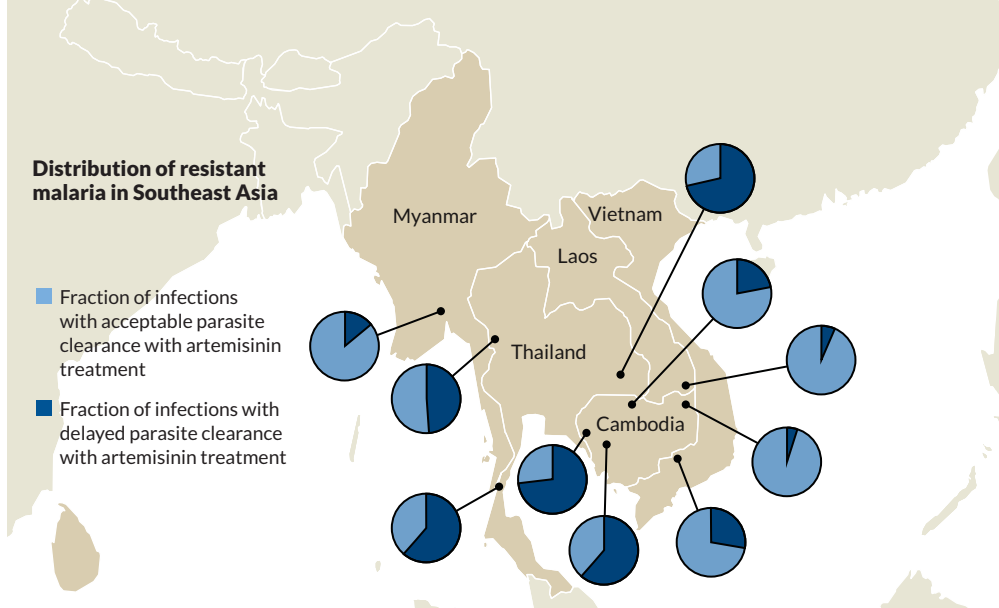 Distribution of resistant
malaria in Southeast Asia
Fraction of infections
with acceptable parasite
clearance with artemisinin
treatment
Fraction of infections with
delayed parasite clearance
with artemisinin treatment
Myanmar
Vietnam
Laos
Thailand
Cambodia